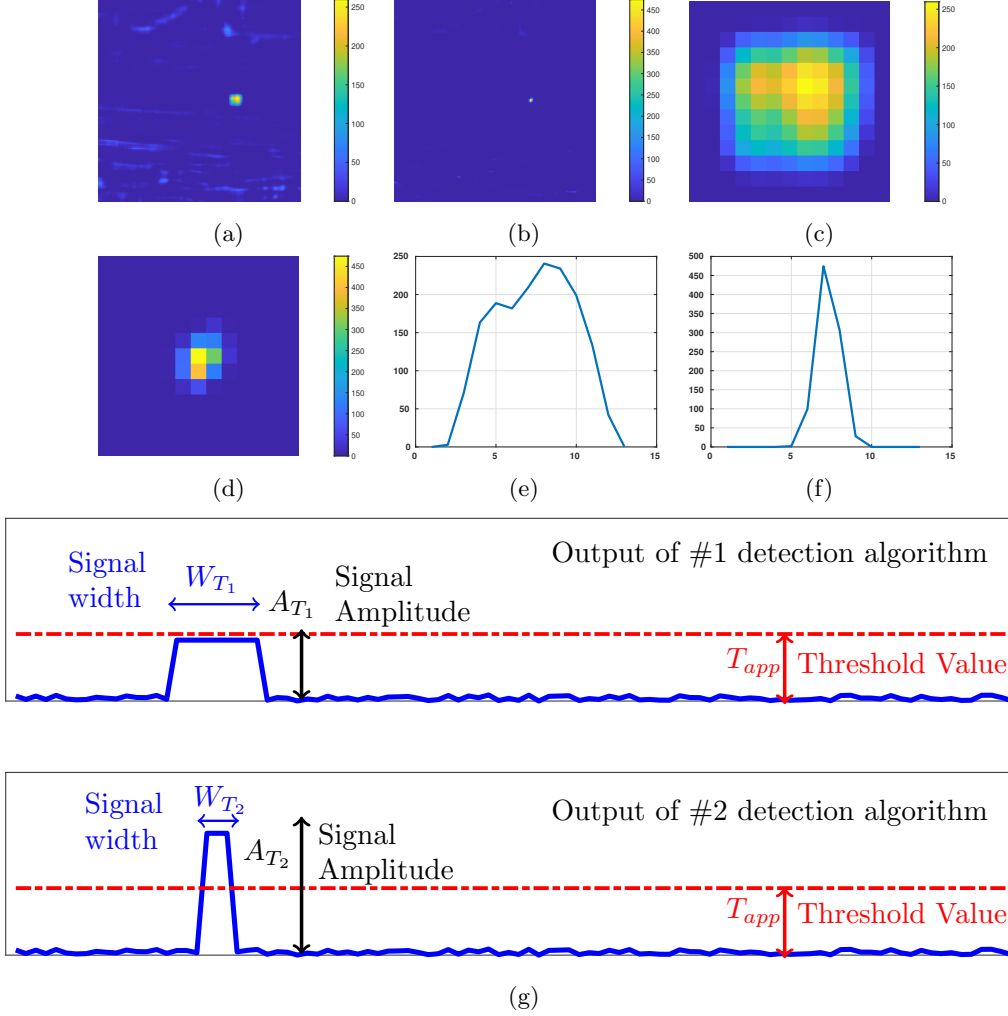 250
200
150
100
50
0
(a)
450
400
350
300
250
200
150
100
50
0
(b)
250
200
150
100
50
0
(c)
450
400
350
300
250
200
150
100
50
0
(d)
250
200
150
100
50
0
0 5 10 15
(e)
500
450
400
350
300
250
200
150
100
50
0
0 5 10 15
(f)
Output of #1 detection algorithm
Signal
width
W_{T_1}
A_{T_1}
Signal
Amplitude
T_{app}
Threshold Value
Output of #2 detection algorithm
Signal
width
W_{T_2}
A_{T_2}
Signal
Amplitude
T_{app}
Threshold Value
(g)